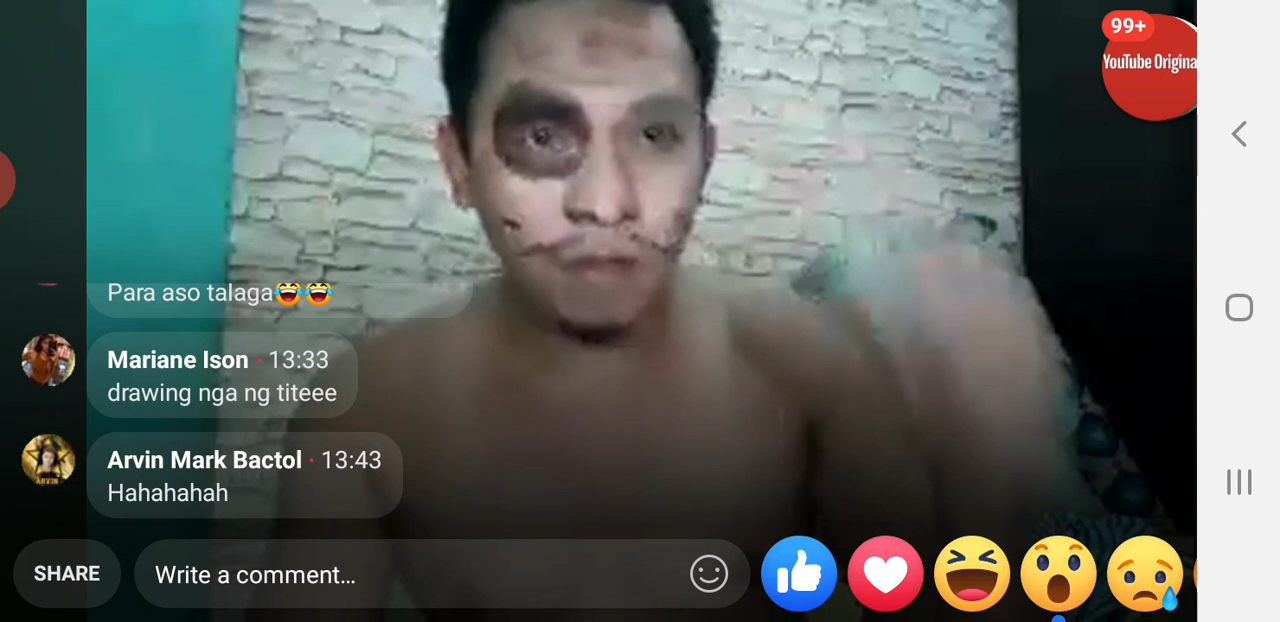 99+
YouTube Origina
Para aso talaga😂😂
Mariane Ison · 13:33
drawing nga ng titeee
Arvin Mark Bactol · 13:43
Hahahahah
ARVIN
SHARE
Write a comment...